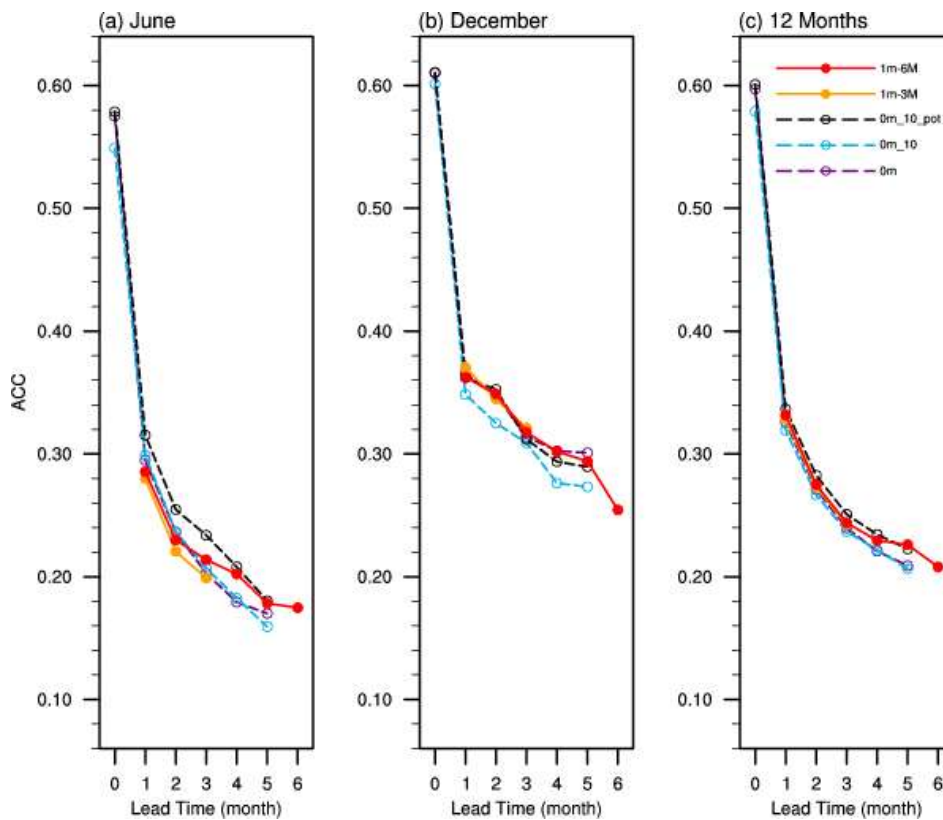 (a) June
(b) December
(c) 12 Months
1m-6M
1m-3M
0m_10_pot
0m_10
0m
ACC
0.60
0.50
0.40
0.30
0.20
0.10
0.60
0.50
0.40
0.30
0.20
0.10
0.60
0.50
0.40
0.30
0.20
0.10
0 1 2 3 4 5 6
0 1 2 3 4 5 6
0 1 2 3 4 5 6
Lead Time (month)
Lead Time (month)
Lead Time (month)